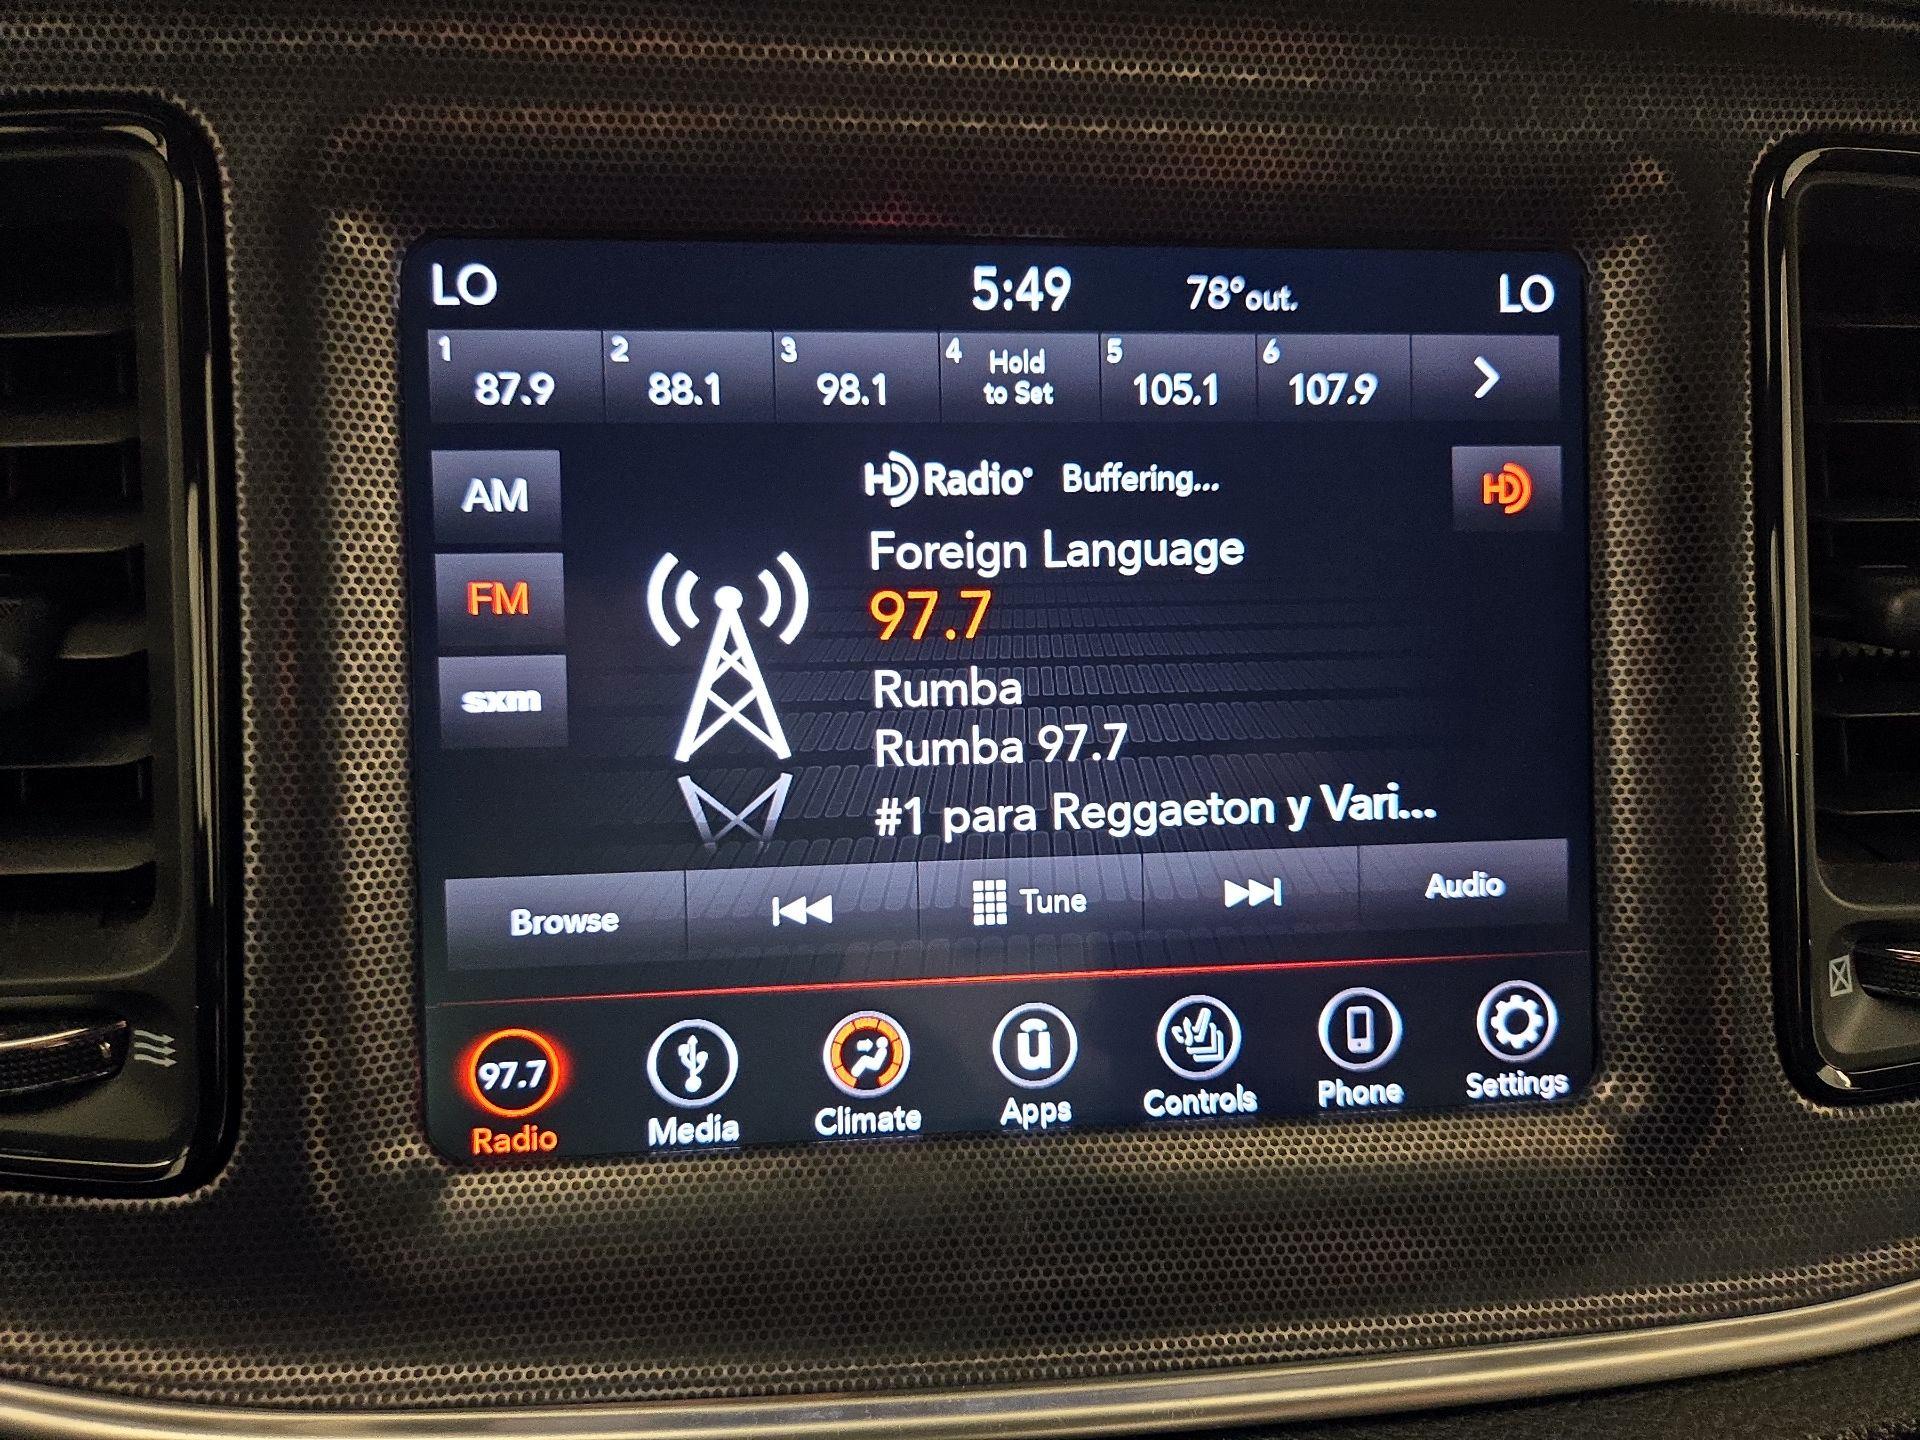 LO 5:49 78° out. LO
1 87.9 2 88.1 3 98.1 4 Hold to Set 5 105.1 6 107.9
AM
HD Radio Buffering...
HD
Foreign Language
FM
97.7
sxm
Rumba
Rumba 97.7
#1 para Reggaeton y Vari...
Browse Tune Audio
97.7
Radio Media Climate Apps Controls Phone Settings